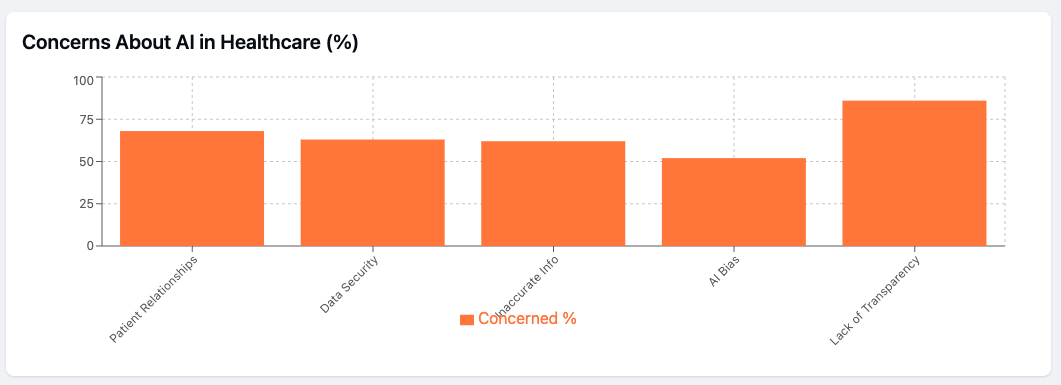 Concerns About AI in Healthcare (%)
100
75
50
25
0
Patient Relationships
Data Security
Inaccurate Info
AI Bias
Lack of Transparency
Concerned %